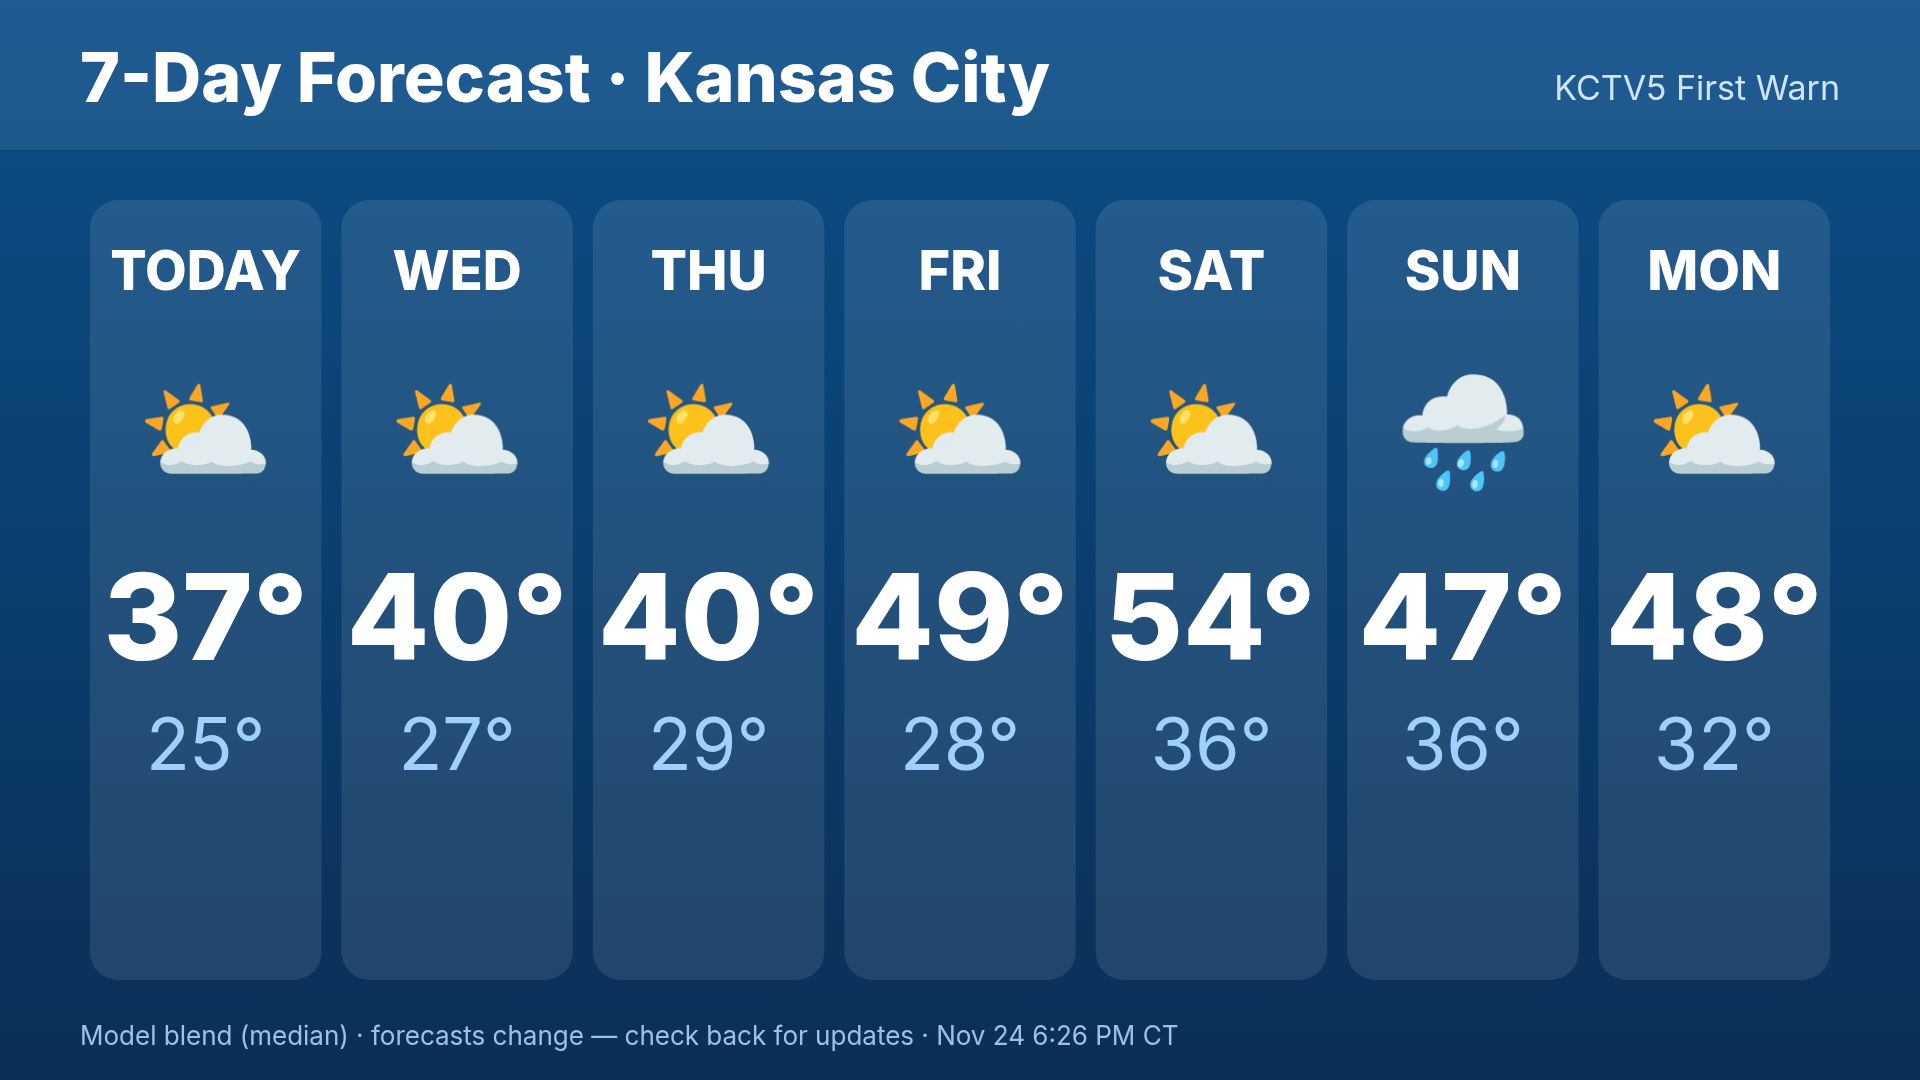 7-Day Forecast · Kansas City
KCTV5 First Warn
TODAY WED THU FRI SAT SUN MON
37° 40° 40° 49° 54° 47° 48°
25° 27° 29° 28° 36° 36° 32°
Model blend (median) · forecasts change — check back for updates · Nov 24 6:26 PM CT